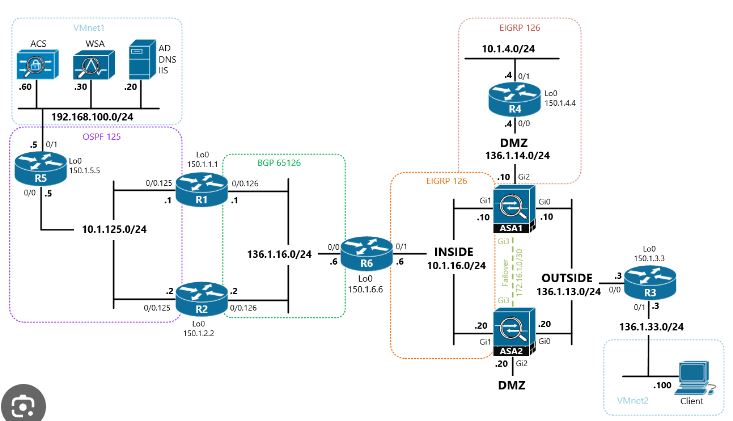 VMnet1
ACS
WSA
AD
DNS
IIS
.60
.30
.20
192.168.100.0/24
OSPF 125
.5
0/1
R5
Lo0
150.1.5.5
0/0
.5
10.1.125.0/24
Lo0
150.1.1.1
0/0.125
R1
0/0.126
.1
.1
.2
.2
0/0.125
R2
0/0.126
Lo0
150.1.2.2
BGP 65126
136.1.16.0/24
0/0
.6
R6
0/1
.6
Lo0
150.1.6.6
EIGRP 126
INSIDE
10.1.16.0/24
EIGRP 126
10.1.4.0/24
.4
0/1
R4
Lo0
150.1.4.4
.4
0/0
DMZ
136.1.14.0/24
.10
Gi2
Gi1
.10
ASA1
Gi0
.10
Gi3
Failover
172.16.1.0/30
Gi3
.20
Gi1
ASA2
.20
Gi0
.20
Gi2
DMZ
OUTSIDE
136.1.13.0/24
Lo0
150.1.3.3
.3
0/0
R3
0/1
.3
136.1.33.0/24
.100
VMnet2
Client